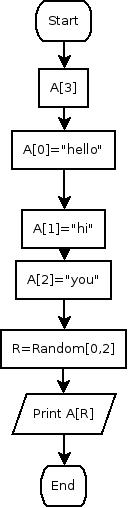 Start
A[3]
A[0]="hello"
A[1]="hi"
A[2]="you"
R=Random[0,2]
Print A[R]
End